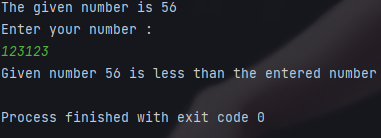 The given number is 56
Enter your number :
123123
Given number 56 is less than the entered number
Process finished with exit code 0